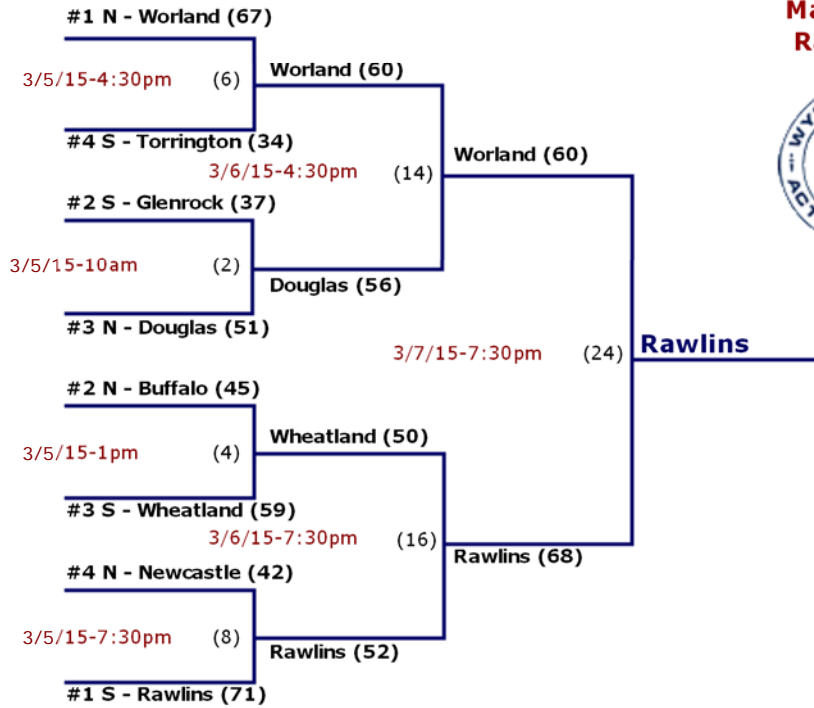 Ma
Ra
#1 N - Worland (67)
3/5/15-4:30pm (6) Worland (60)
#4 S - Torrington (34)
3/6/15-4:30pm (14) Worland (60)
#2 S - Glenrock (37)
3/5/15-10am (2)
Douglas (56)
#3 N - Douglas (51)
3/7/15-7:30pm (24) Rawlins
#2 N - Buffalo (45)
Wheatland (50)
3/5/15-1pm (4)
#3 S - Wheatland (59)
3/6/15-7:30pm (16) Rawlins (68)
#4 N - Newcastle (42)
3/5/15-7:30pm (8) Rawlins (52)
#1 S - Rawlins (71)
WY
ACT